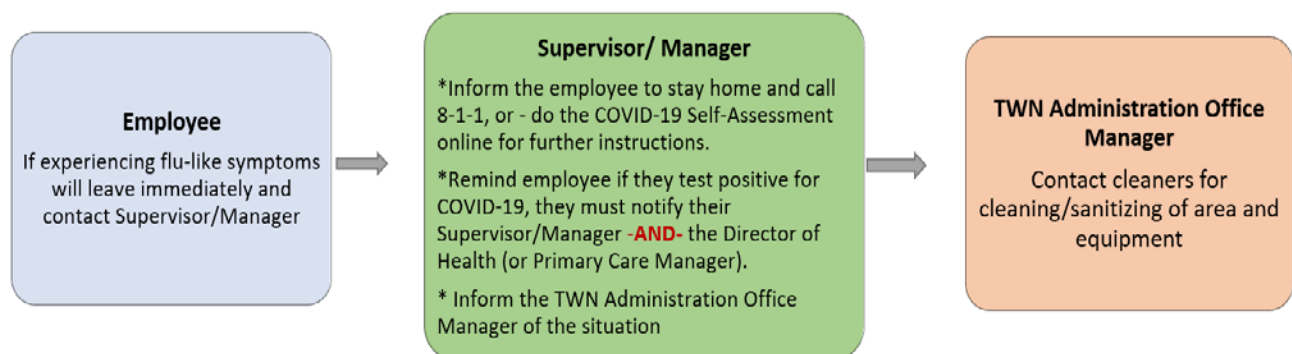 Employee
If experiencing flu-like symptoms
will leave immediately and
contact Supervisor/Manager
Supervisor/ Manager
*Inform the employee to stay home and call
8-1-1, or - do the COVID-19 Self-Assessment
online for further instructions.
*Remind employee if they test positive for
COVID-19, they must notify their
Supervisor/Manager -AND- the Director of
Health (or Primary Care Manager).
* Inform the TWN Administration Office
Manager of the situation
TWN Administration Office
Manager
Contact cleaners for
cleaning/sanitizing of area and
equipment